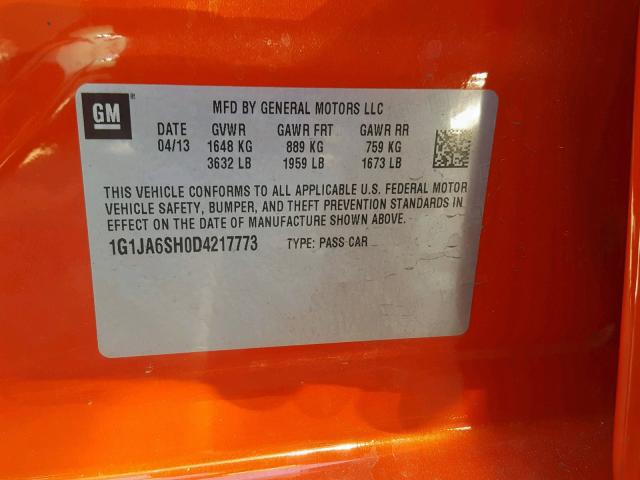 GM
MFD BY GENERAL MOTORS LLC
DATE GVWR GAWR FRT GAWR RR
04/13 1648 KG 889 KG 759 KG
3632 LB 1959 LB 1673 LB
THIS VEHICLE CONFORMS TO ALL APPLICABLE U.S. FEDERAL MOTOR
VEHICLE SAFETY, BUMPER, AND THEFT PREVENTION STANDARDS IN
EFFECT ON THE DATE OF MANUFACTURE SHOWN ABOVE.
1G1JA6SH0D4217773 TYPE: PASS CAR